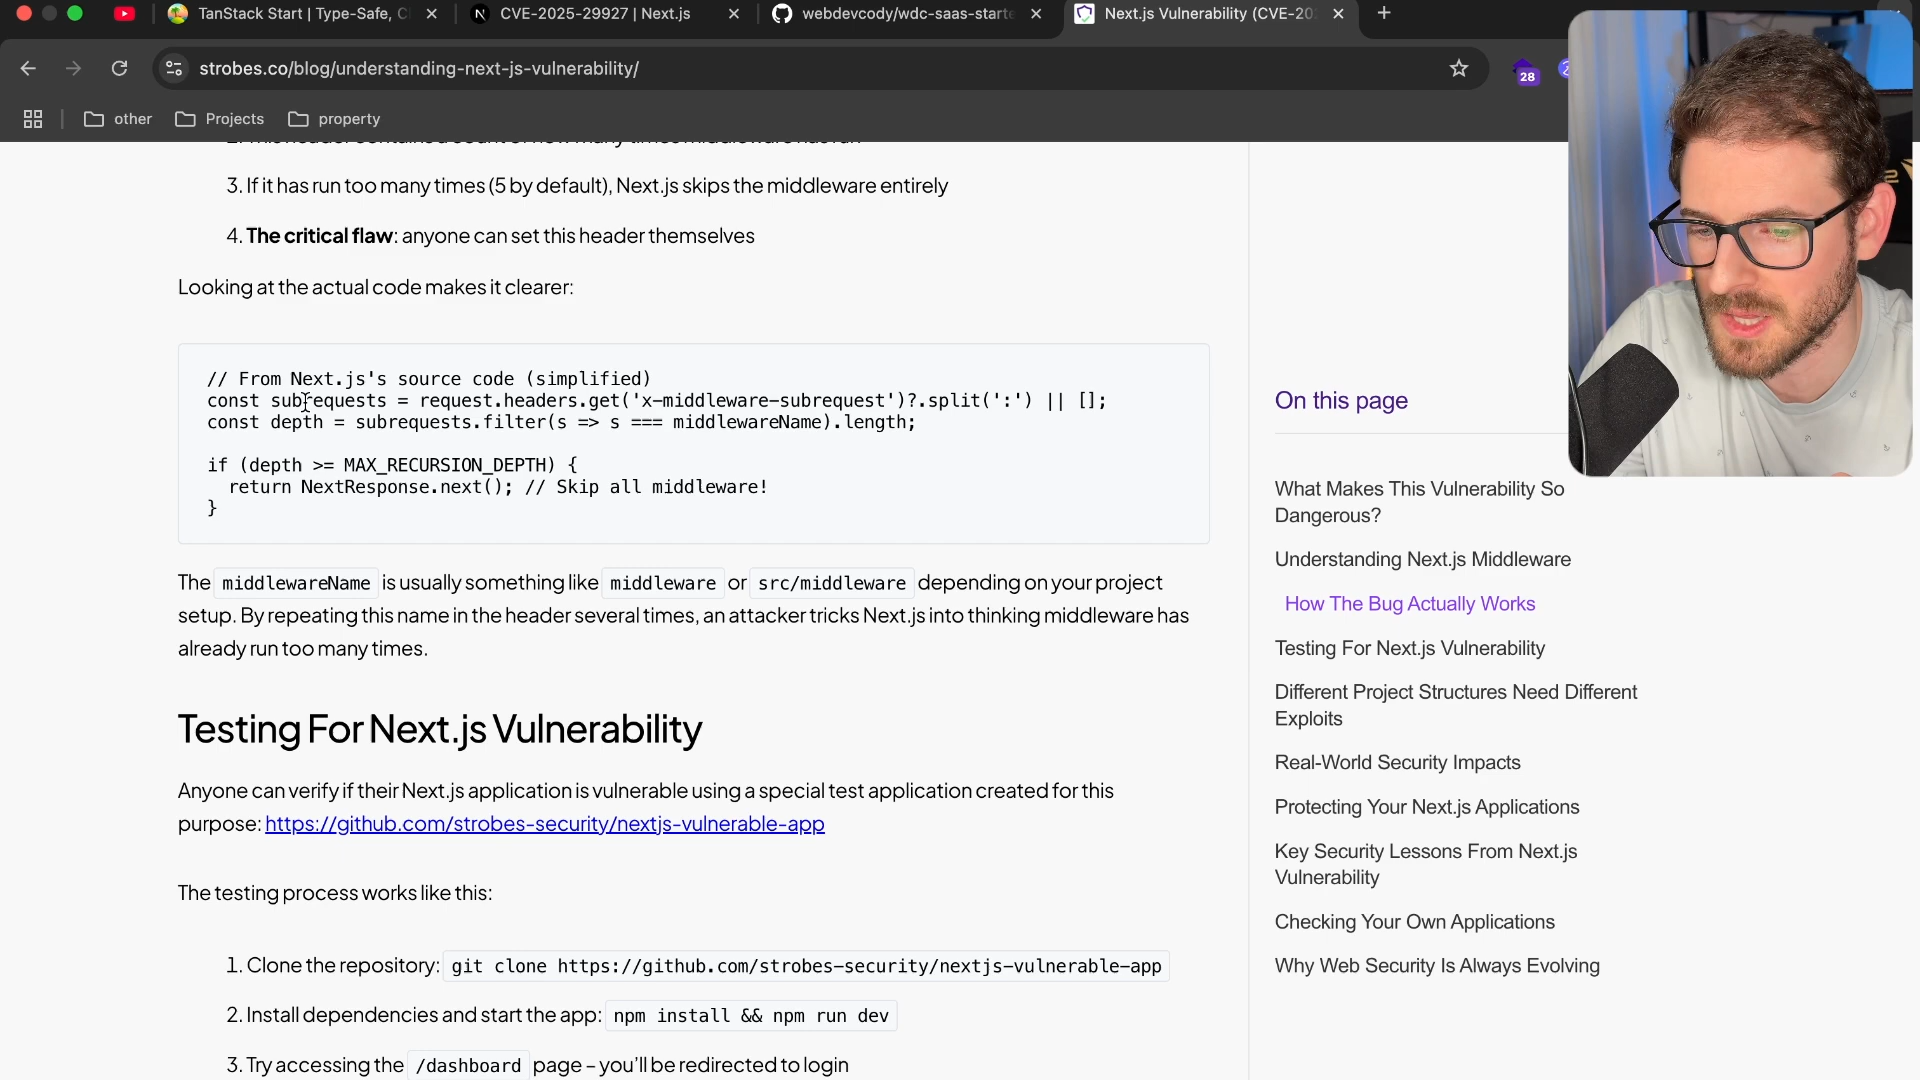 TanStack Start | Type-Safe, C
CVE-2025-29927 | Next.js
webdevcody/wdc-saas-starte
Next.js Vulnerability (CVE-20
strobes.co/blog/understanding-next-js-vulnerability/
28
other
Projects
property
3. If it has run too many times (5 by default), Next.js skips the middleware entirely
4. The critical flaw: anyone can set this header themselves
Looking at the actual code makes it clearer:
// From Next.js's source code (simplified)
const subrequests = request.headers.get('x-middleware-subrequest')?.split(':') || [];
const depth = subrequests.filter(s => s === middlewareName).length;
if (depth >= MAX_RECURSION_DEPTH) {
return NextResponse.next(); // Skip all middleware!
}
The middlewareName is usually something like middleware or src/middleware depending on your project
setup. By repeating this name in the header several times, an attacker tricks Next.js into thinking middleware has
already run too many times.
Testing For Next.js Vulnerability
Anyone can verify if their Next.js application is vulnerable using a special test application created for this
purpose: https://github.com/strobes-security/nextjs-vulnerable-app
The testing process works like this:
1. Clone the repository: git clone https://github.com/strobes-security/nextjs-vulnerable-app
2. Install dependencies and start the app: npm install && npm run dev
3. Try accessing the /dashboard page – you'll be redirected to login
On this page
What Makes This Vulnerability So
Dangerous?
Understanding Next.js Middleware
How The Bug Actually Works
Testing For Next.js Vulnerability
Different Project Structures Need Different
Exploits
Real-World Security Impacts
Protecting Your Next.js Applications
Key Security Lessons From Next.js
Vulnerability
Checking Your Own Applications
Why Web Security Is Always Evolving